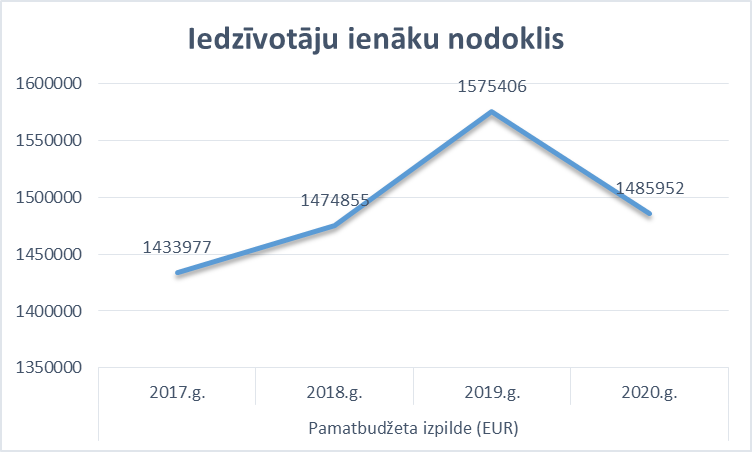 Iedzīvotāju ienāku nodoklis
1600000
1575406
1550000
1500000
1485952
1474855
1450000
1433977
1400000
1350000
2017.g.
2018.g.
2019.g.
2020.g.
Pamatbudžeta izpilde (EUR)